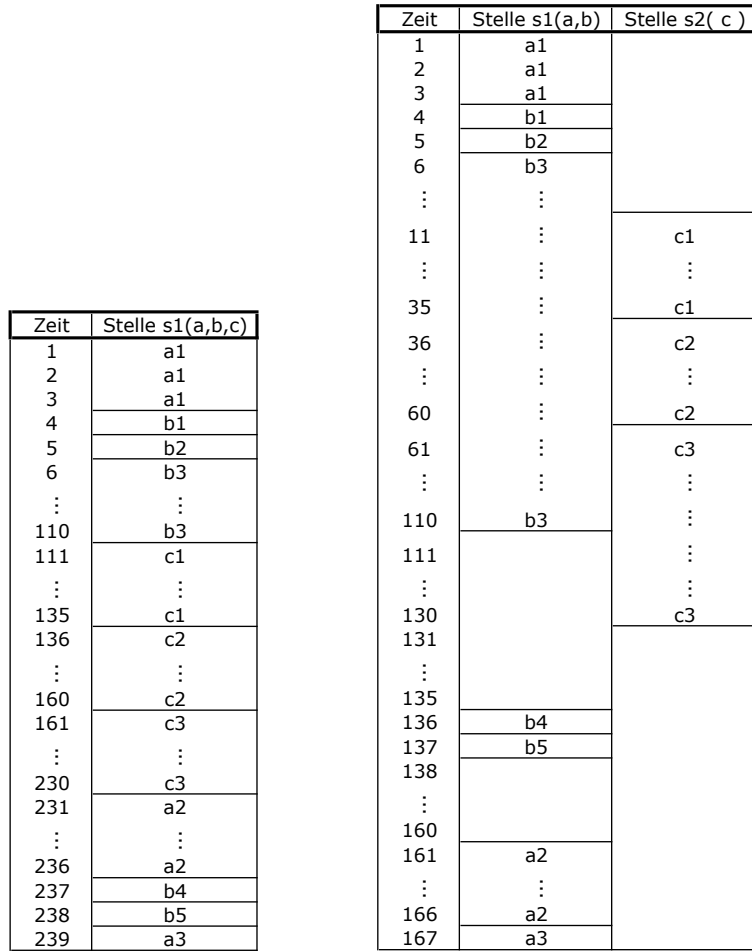 Zeit Stelle s1(a,b,c)
1 a1
2 a1
3 a1
4 b1
5 b2
6 b3
⋮ ⋮
110 b3
111 c1
⋮ ⋮
135 c1
136 c2
⋮ ⋮
160 c2
161 c3
⋮ ⋮
230 c3
231 a2
⋮ ⋮
236 a2
237 b4
238 b5
239 a3
Zeit Stelle s1(a,b) Stelle s2( c )
1 a1
2 a1
3 a1
4 b1
5 b2
6 b3
⋮ ⋮
11 ⋮ c1
⋮ ⋮ ⋮
35 ⋮ c1
36 ⋮ c2
⋮ ⋮ ⋮
60 ⋮ c2
61 ⋮ c3
⋮ ⋮ ⋮
110 b3 ⋮
111 ⋮
⋮ ⋮
130 c3
131
⋮
135
136 b4
137 b5
138
⋮
160
161 a2
⋮ ⋮
166 a2
167 a3